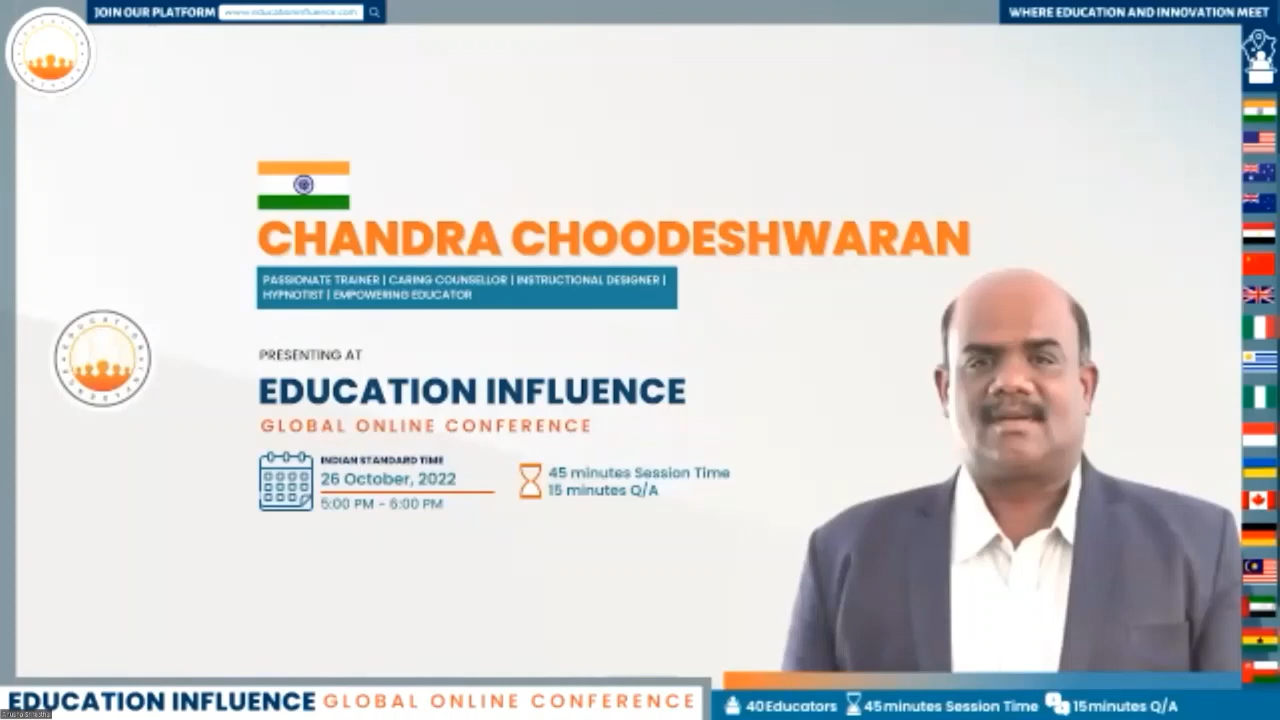 JOIN OUR PLATFORM www.educationinfluence.com
WHERE EDUCATION AND INNOVATION MEET
CHANDRA CHOODESHWARAN
PASSIONATE TRAINER | CARING COUNSELLOR | INSTRUCTIONAL DESIGNER |
HYPNOTIST | EMPOWERING EDUCATOR
PRESENTING AT
EDUCATION INFLUENCE
GLOBAL ONLINE CONFERENCE
INDIAN STANDARD TIME
26 October, 2022
5:00 PM - 6:00 PM
45 minutes Session Time
15 minutes Q/A
EDUCATION INFLUENCE GLOBAL ONLINE CONFERENCE
40 Educators 45 minutes Session Time 15 minutes Q/A